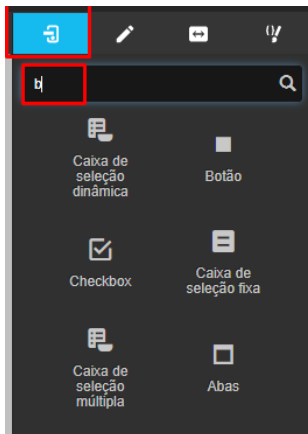 b
Caixa de
seleção
dinâmica
Botão
Checkbox
Caixa de
seleção fixa
Caixa de
seleção
múltipla
Abas